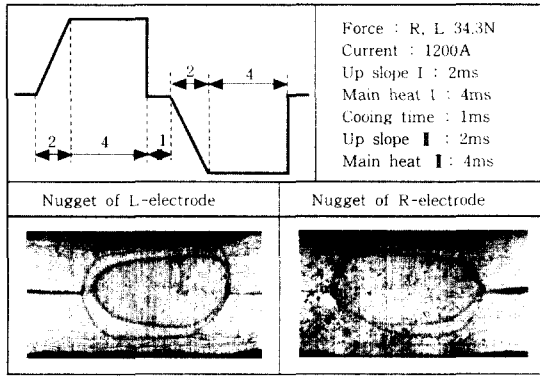 2
4
2
4
1
Force : R, L 34.3N
Current : 1200A
Up slope I : 2ms
Main heat I : 4ms
Cooing time : 1ms
Up slope Ⅱ : 2ms
Main heat Ⅱ : 4ms
Nugget of L-electrode
Nugget of R-electrode